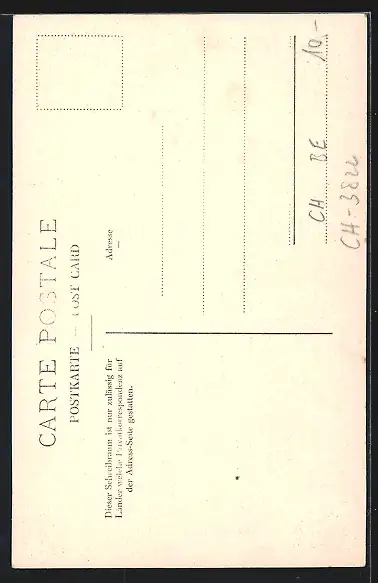 CARTE POSTALE
POSTKARTE — POST CARD
Dieser Schreibraum ist nur zulässig für
Länder welche Privatkorrespondenz auf
der Adress-Seite gestatten.
Adresse
CH BE 10-
CH-3822